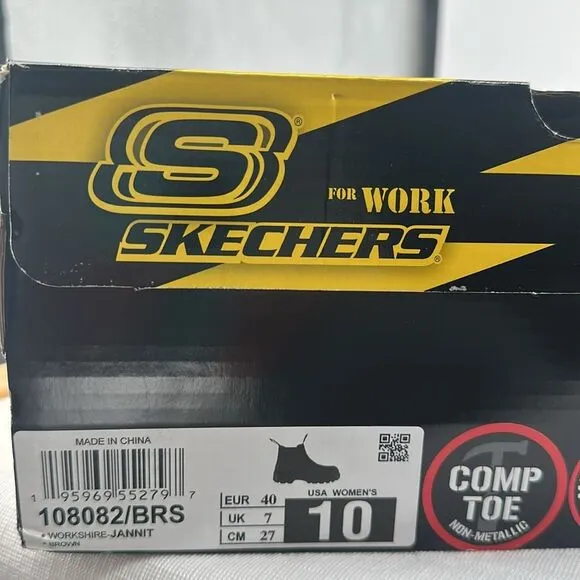 S®
FOR WORK
SKECHERS®
MADE IN CHINA
1 95969 55279 7
108082/BRS
* WORKSHIRE-JANNIT
* BROWN
EUR 40
UK 7
CM 27
USA WOMEN'S
10
COMP
TOE
NON-METALLIC